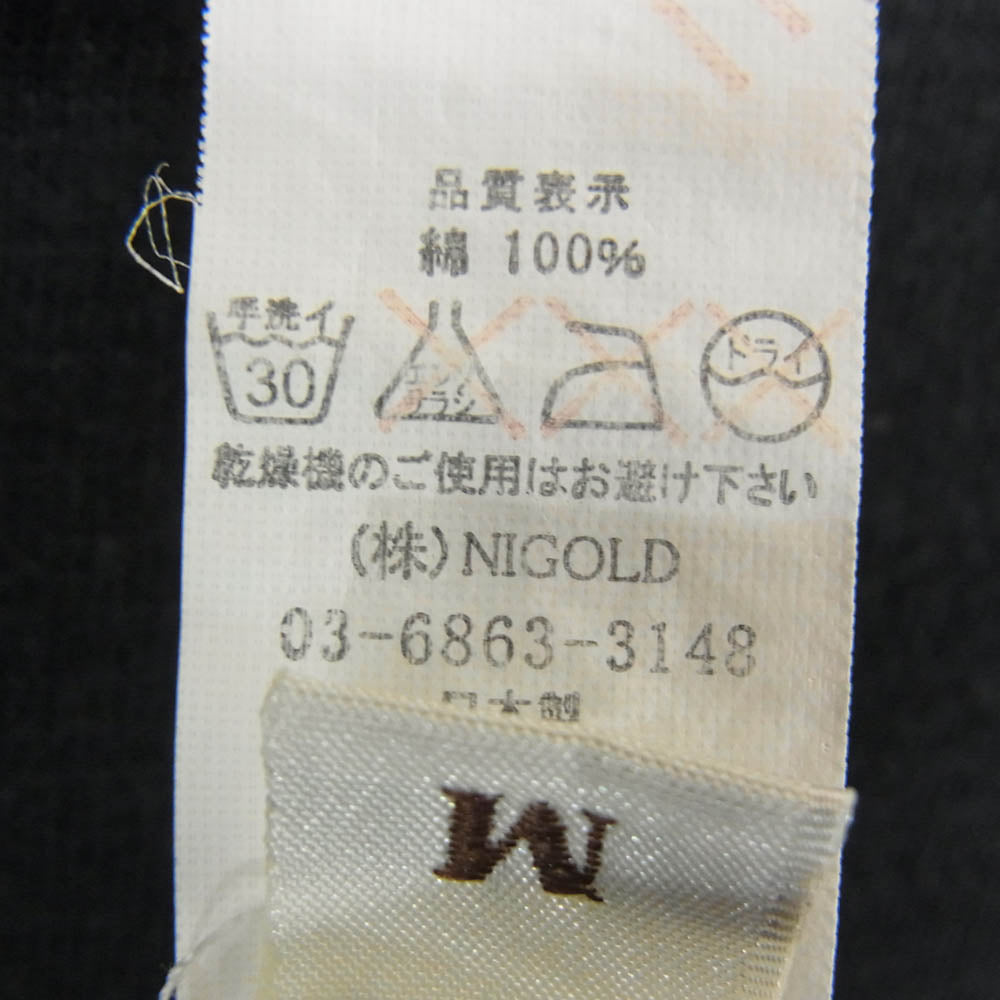 品質表示
綿 100%
手洗イ 30 エンソ サラシ ドライ
乾燥機のご使用はお避け下さい
(株)NIGOLD
03-6863-3148
日本製
M